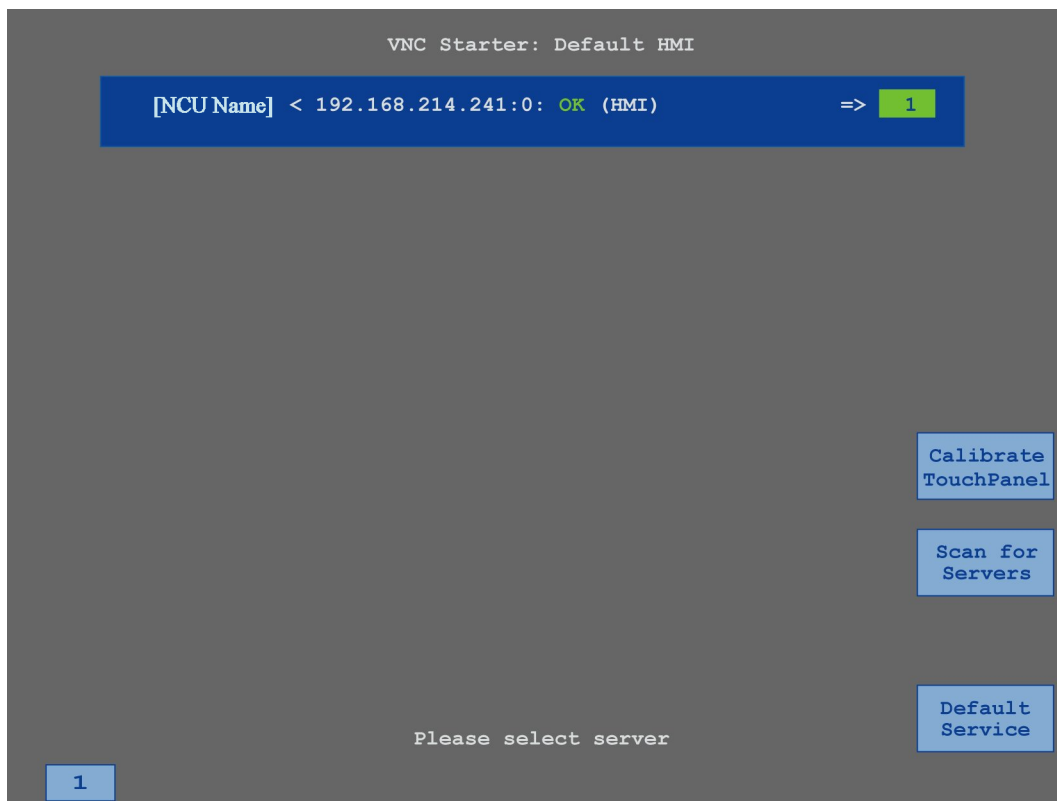 VNC Starter: Default HMI
[NCU Name] < 192.168.214.241:0: OK (HMI) => 1
Calibrate
TouchPanel
Scan for
Servers
Default
Service
Please select server
1